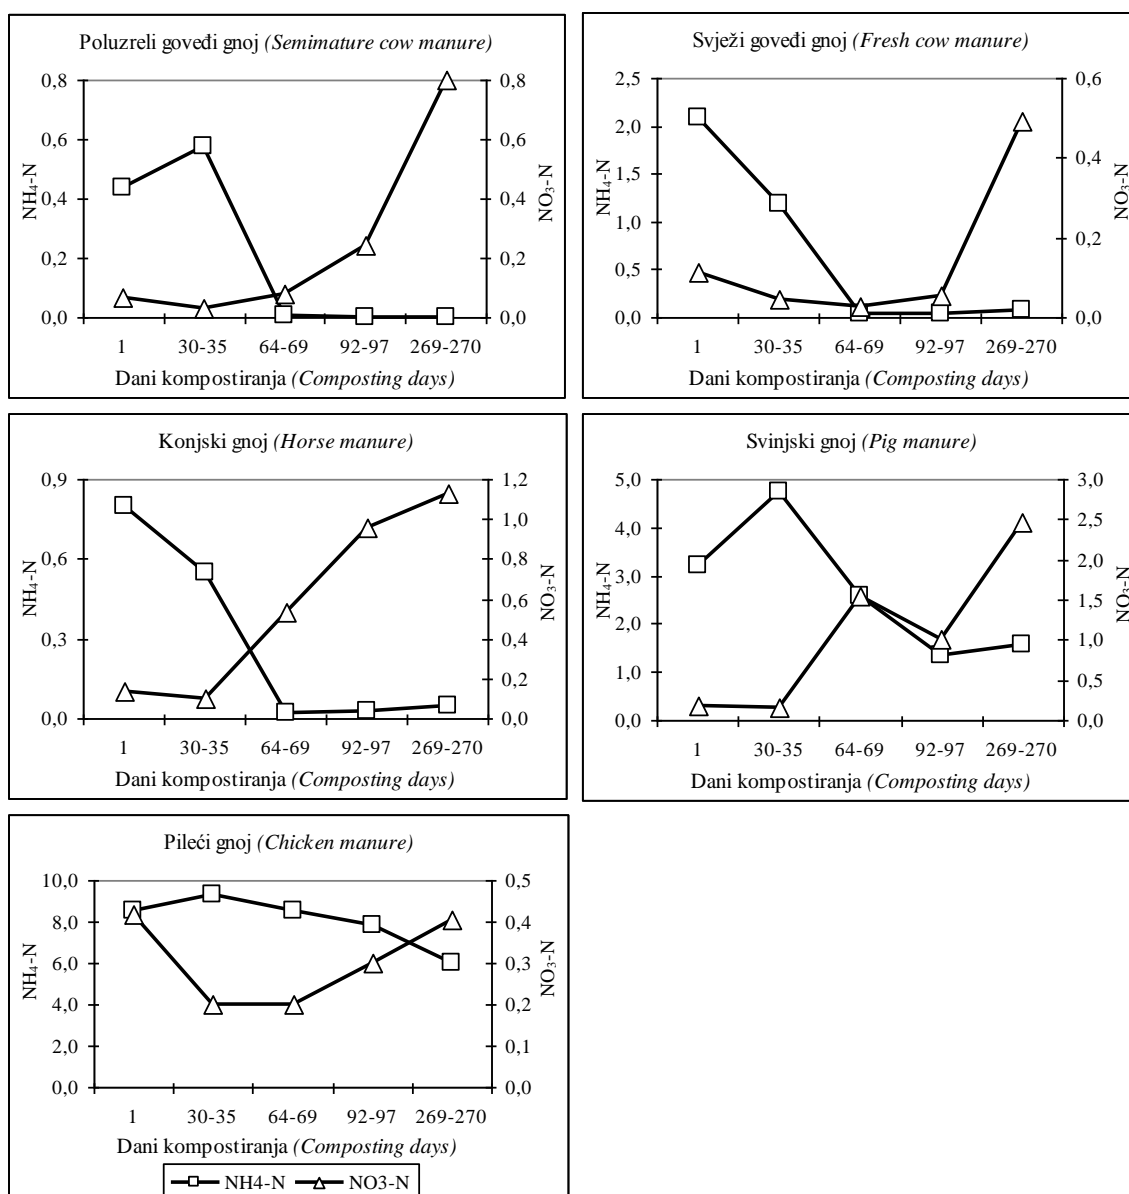 Poluzreli goveđi gnoj (Semimature cow manure)
0,8
0,6
0,4
0,2
0,0
NH₄-N
0,8
0,6
0,4
0,2
0,0
NO₃-N
1 30-35 64-69 92-97 269-270
Dani kompostiranja (Composting days)
Svježi goveđi gnoj (Fresh cow manure)
2,5
2,0
1,5
1,0
0,5
0,0
NH₄-N
0,6
0,4
0,2
0,0
NO₃-N
1 30-35 64-69 92-97 269-270
Dani kompostiranja (Composting days)
Konjski gnoj (Horse manure)
0,9
0,6
0,3
0,0
NH₄-N
1,2
1,0
0,8
0,6
0,4
0,2
0,0
NO₃-N
1 30-35 64-69 92-97 269-270
Dani kompostiranja (Composting days)
Svinjski gnoj (Pig manure)
5,0
4,0
3,0
2,0
1,0
0,0
NH₄-N
3,0
2,5
2,0
1,5
1,0
0,5
0,0
NO₃-N
1 30-35 64-69 92-97 269-270
Dani kompostiranja (Composting days)
Pileći gnoj (Chicken manure)
10,0
8,0
6,0
4,0
2,0
0,0
NH₄-N
0,5
0,4
0,3
0,2
0,1
0,0
NO₃-N
1 30-35 64-69 92-97 269-270
Dani kompostiranja (Composting days)
NH4-N NO3-N